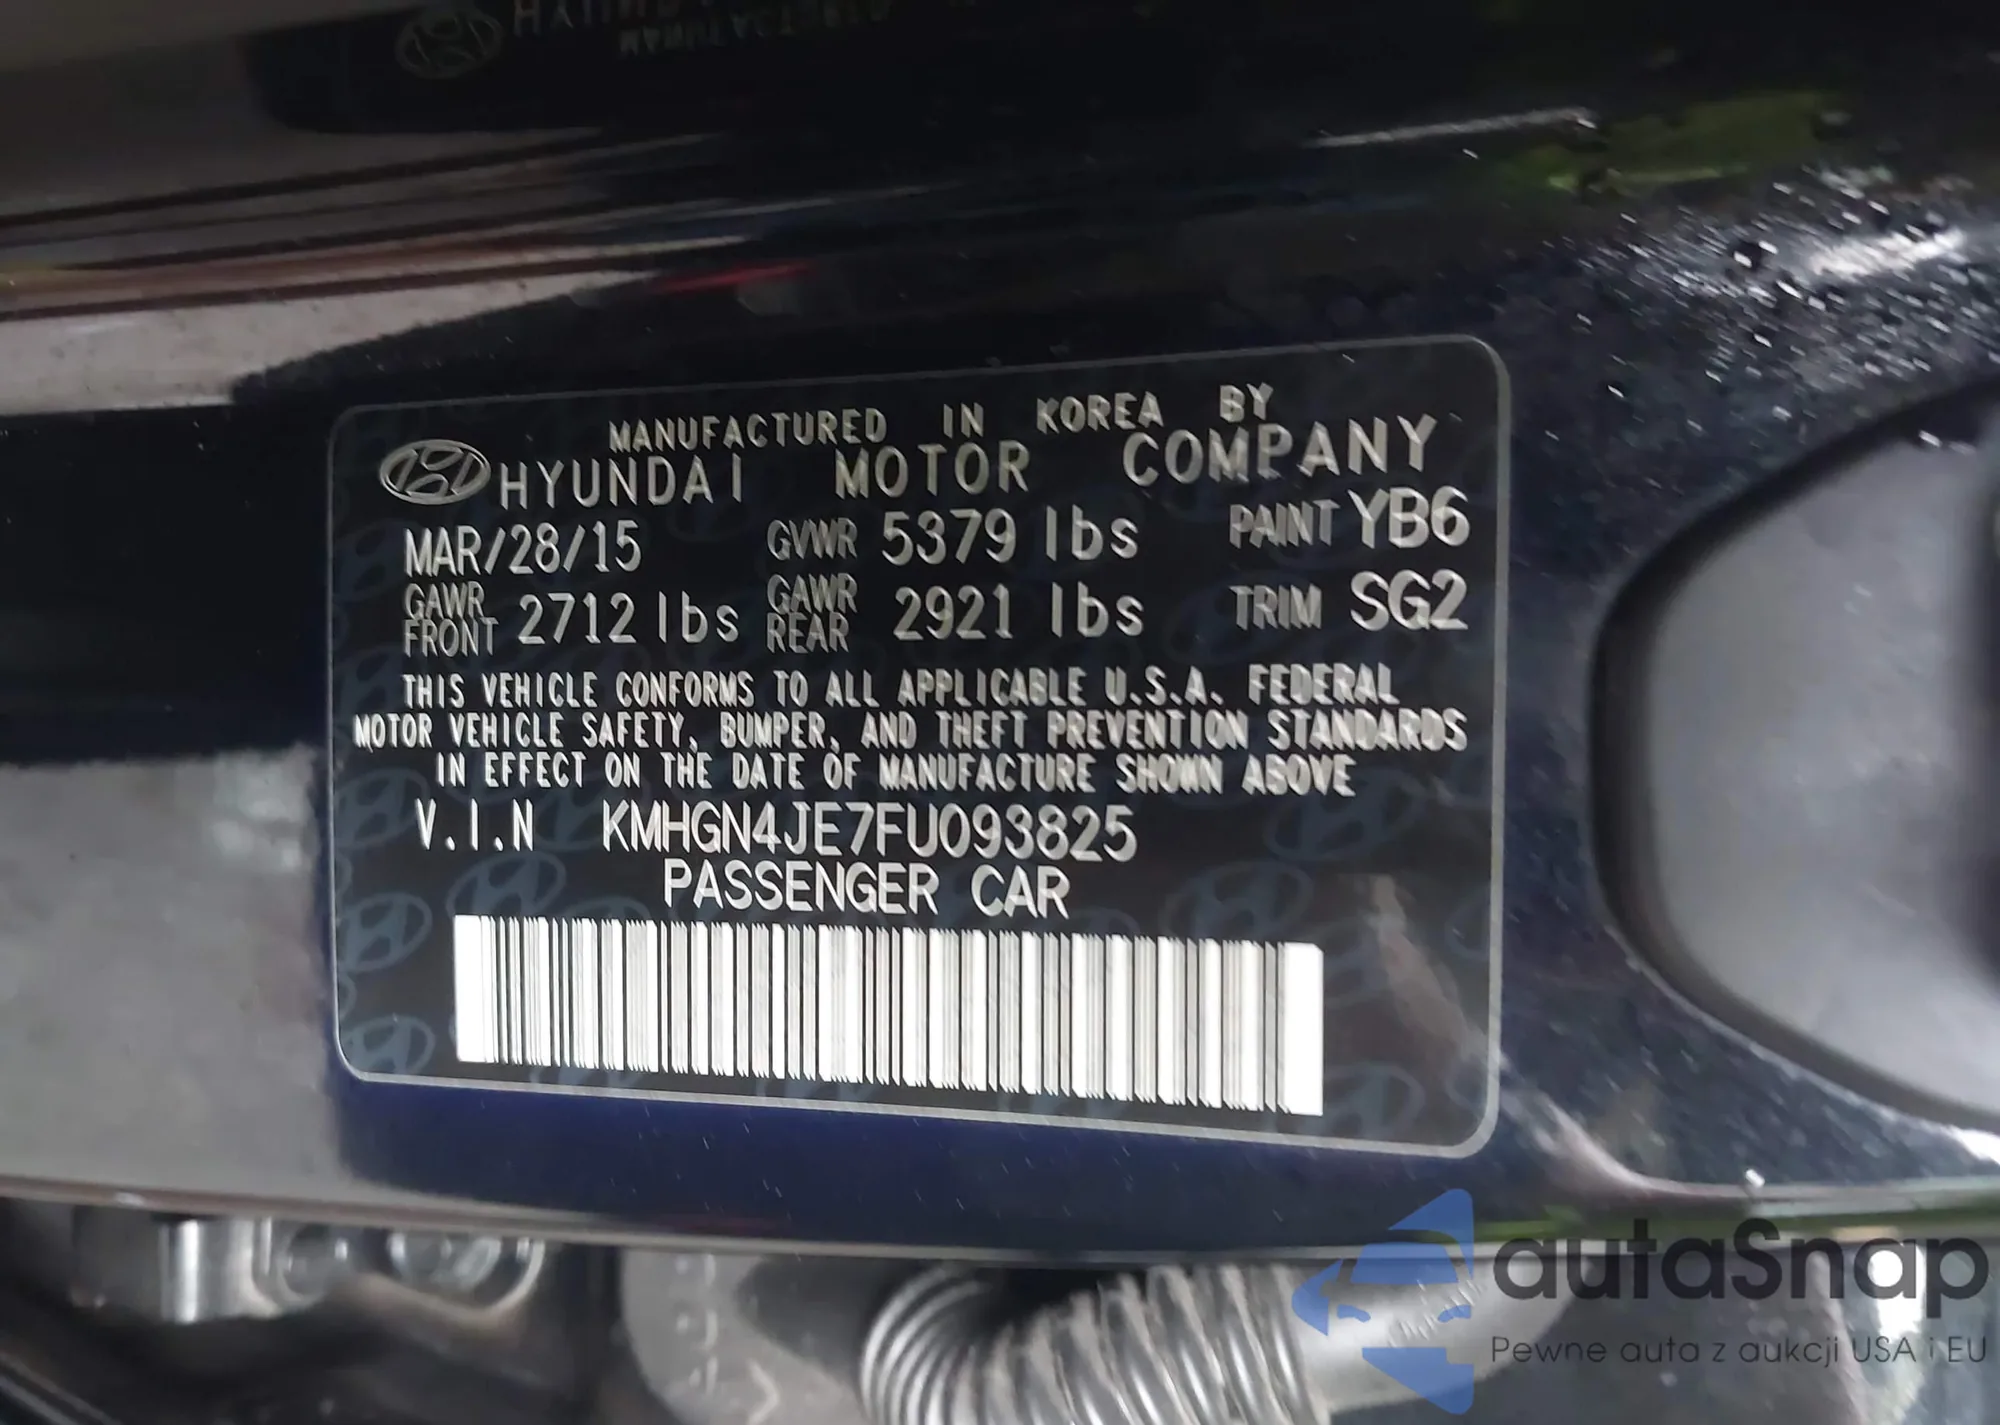 MANUFACTURED IN KOREA BY
HYUNDAI MOTOR COMPANY
MAR/28/15 GVWR 5379 lbs PAINT YB6
GAWR FRONT 2712 lbs GAWR REAR 2921 lbs TRIM SG2
THIS VEHICLE CONFORMS TO ALL APPLICABLE U.S.A. FEDERAL
MOTOR VEHICLE SAFETY, BUMPER, AND THEFT PREVENTION STANDARDS
IN EFFECT ON THE DATE OF MANUFACTURE SHOWN ABOVE
V.I.N KMHGN4JE7FU093825
PASSENGER CAR
autaSnap
Pewne auta z aukcji USA i EU